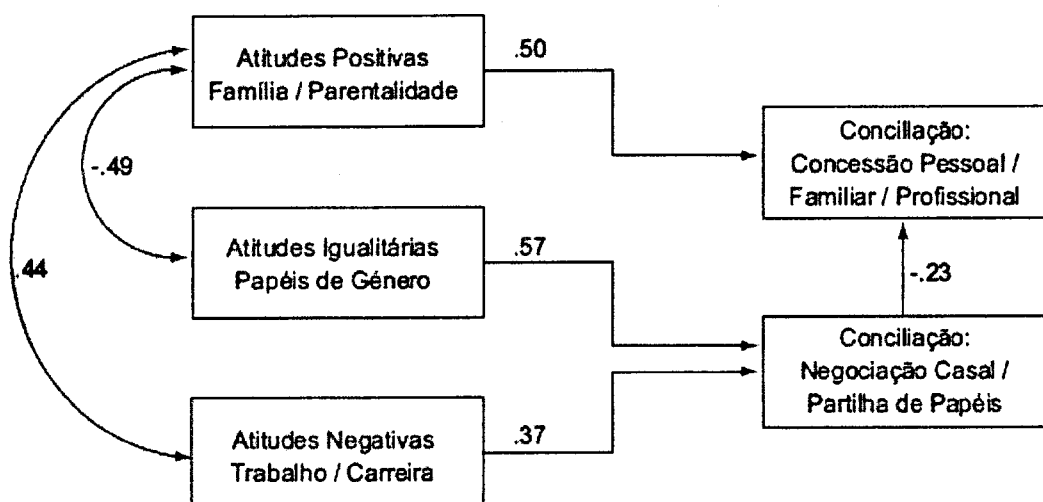 Atitudes Positivas
Família / Parentalidade
.50
Conciliação:
Concessão Pessoal /
Familiar / Profissional
-.49
Atitudes Igualitárias
Papéis de Género
.57
.44
-.23
Conciliação:
Negociação Casal /
Partilha de Papéis
Atitudes Negativas
Trabalho / Carreira
.37